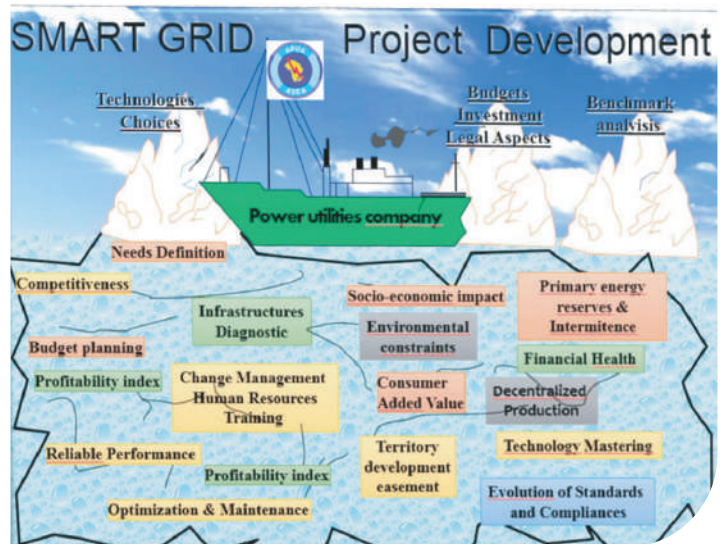 SMART GRID Project Development
APUA
ASEA
Technologies
Choices
Budgets
Investment
Legal Aspects
Benchmark
analyisis
Power utilities company
Needs Definition
Competitiveness
Socio-economic impact
Primary energy
reserves &
Intermitence
Infrastructures
Diagnostic
Environmental
constraints
Budget planning
Financial Health
Profitability index
Change Management
Human Resources
Training
Consumer
Added Value
Decentralized
Production
Reliable Performance
Territory
development
easement
Technology Mastering
Profitability index
Optimization & Maintenance
Evolution of Standards
and Compliances